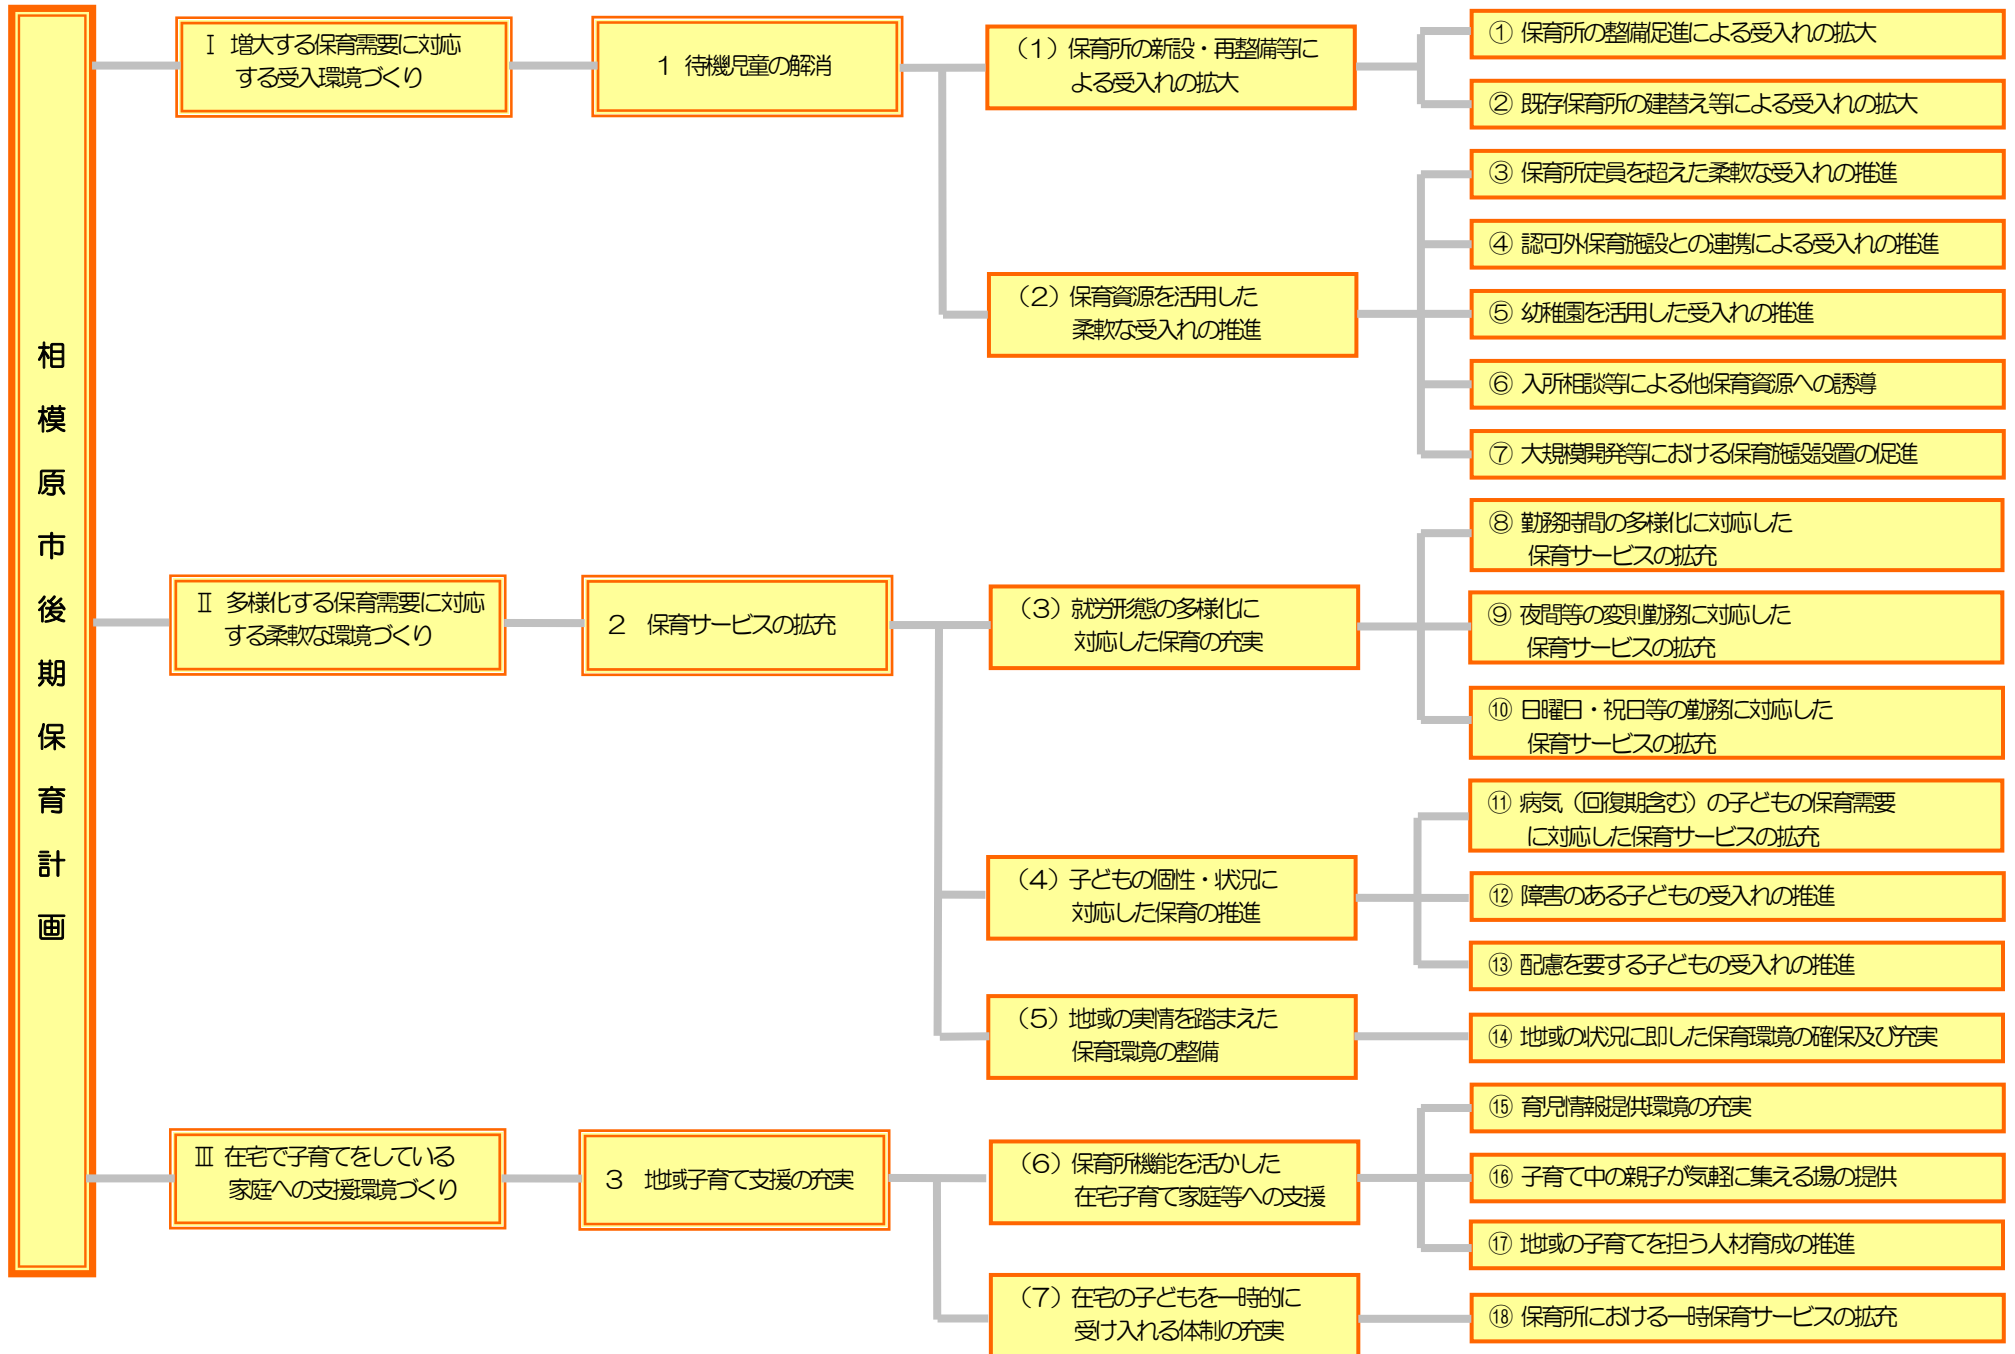 相模原市後期保育計画
Ⅰ 増大する保育需要に対応
する受入環境づくり
1 待機児童の解消
（1）保育所の新設・再整備等に
よる受入れの拡大
① 保育所の整備促進による受入れの拡大
② 既存保育所の建替え等による受入れの拡大
（2）保育資源を活用した
柔軟な受入れの推進
③ 保育所定員を超えた柔軟な受入れの推進
④ 認可外保育施設との連携による受入れの推進
⑤ 幼稚園を活用した受入れの推進
⑥ 入所相談等による他保育資源への誘導
⑦ 大規模開発等における保育施設設置の促進
Ⅱ 多様化する保育需要に対応
する柔軟な環境づくり
2 保育サービスの拡充
（3）就労形態の多様化に
対応した保育の充実
⑧ 勤務時間の多様化に対応した
保育サービスの拡充
⑨ 夜間等の変則勤務に対応した
保育サービスの拡充
⑩ 日曜日・祝日等の勤務に対応した
保育サービスの拡充
（4）子どもの個性・状況に
対応した保育の推進
⑪ 病気（回復期含む）の子どもの保育需要
に対応した保育サービスの拡充
⑫ 障害のある子どもの受入れの推進
⑬ 配慮を要する子どもの受入れの推進
（5）地域の実情を踏まえた
保育環境の整備
⑭ 地域の状況に即した保育環境の確保及び充実
Ⅲ 在宅で子育てをしている
家庭への支援環境づくり
3 地域子育て支援の充実
（6）保育所機能を活かした
在宅子育て家庭等への支援
⑮ 育児情報提供環境の充実
⑯ 子育て中の親子が気軽に集える場の提供
⑰ 地域の子育てを担う人材育成の推進
（7）在宅の子どもを一時的に
受け入れる体制の充実
⑱ 保育所における一時保育サービスの拡充